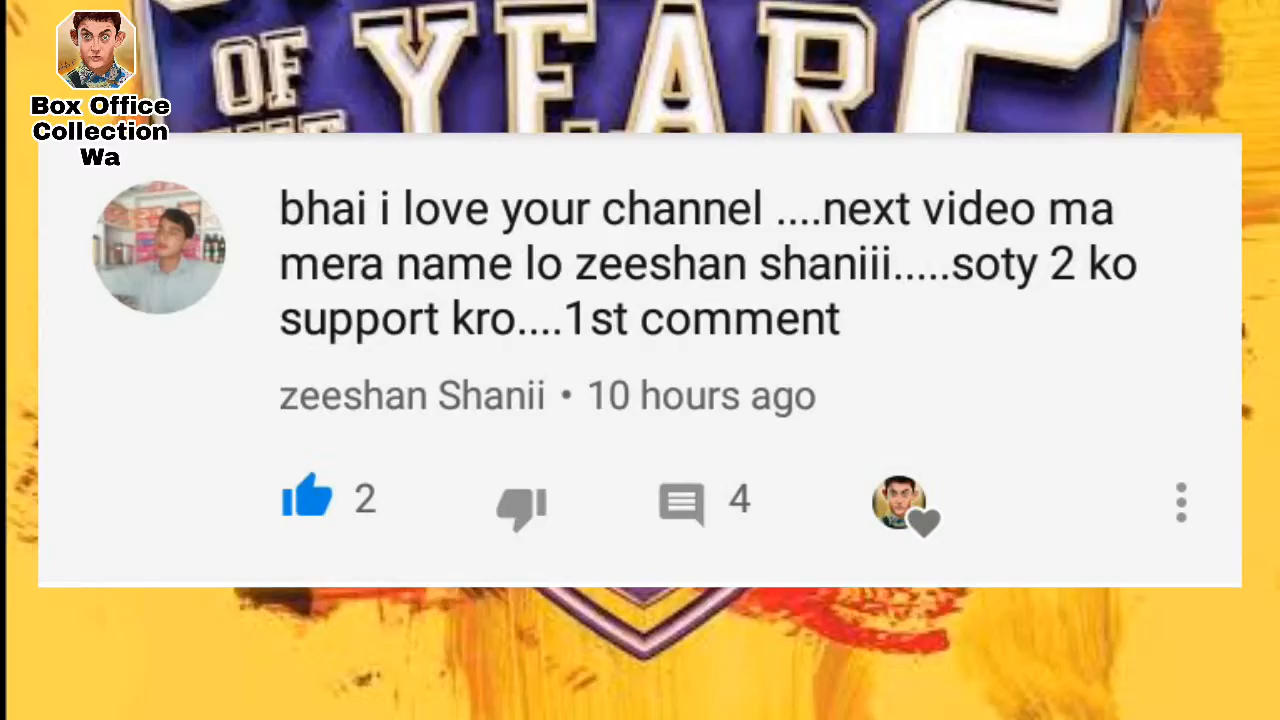 OF
YEAR 2
Box Office
Collection
Wa
bhai i love your channel ....next video ma
mera name lo zeeshan shaniii.....soty 2 ko
support kro....1st comment
zeeshan Shanii • 10 hours ago
2
4